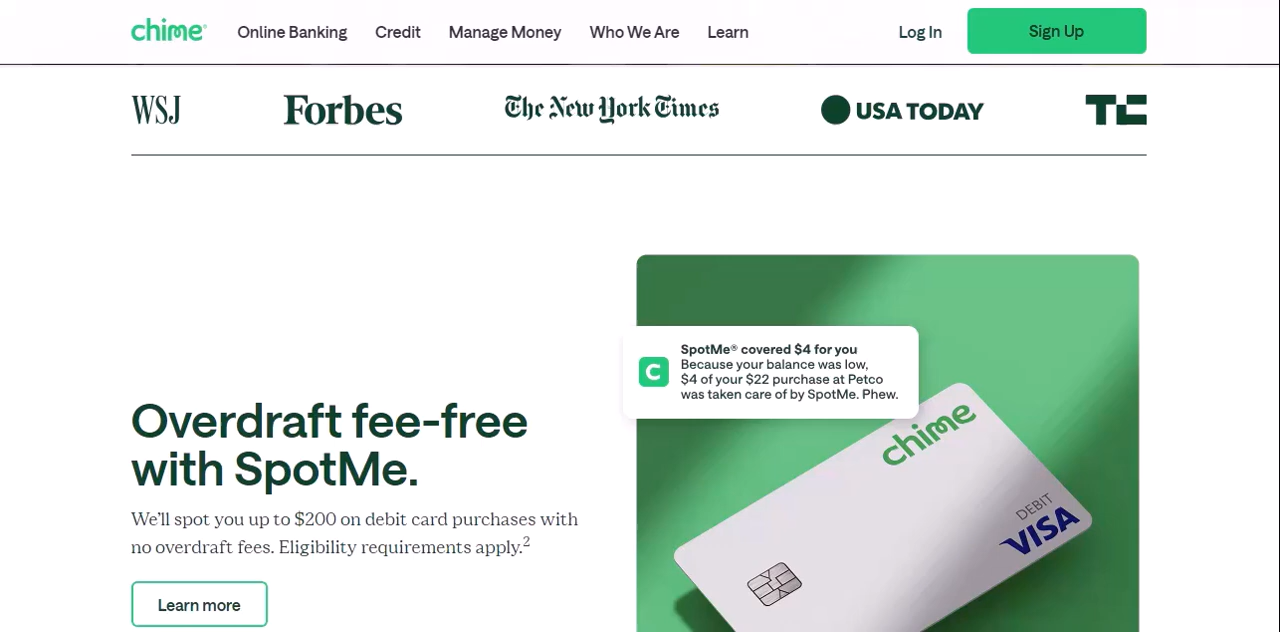 chime
Online Banking
Credit
Manage Money
Who We Are
Learn
Log In
Sign Up
WSJ
Forbes
The New York Times
USA TODAY
TC
Overdraft fee-free
with SpotMe.
We'll spot you up to $200 on debit card purchases with
no overdraft fees. Eligibility requirements apply.2
Learn more
C
SpotMe® covered $4 for you
Because your balance was low,
$4 of your $22 purchase at Petco
was taken care of by SpotMe. Phew.
chime
DEBIT
VISA